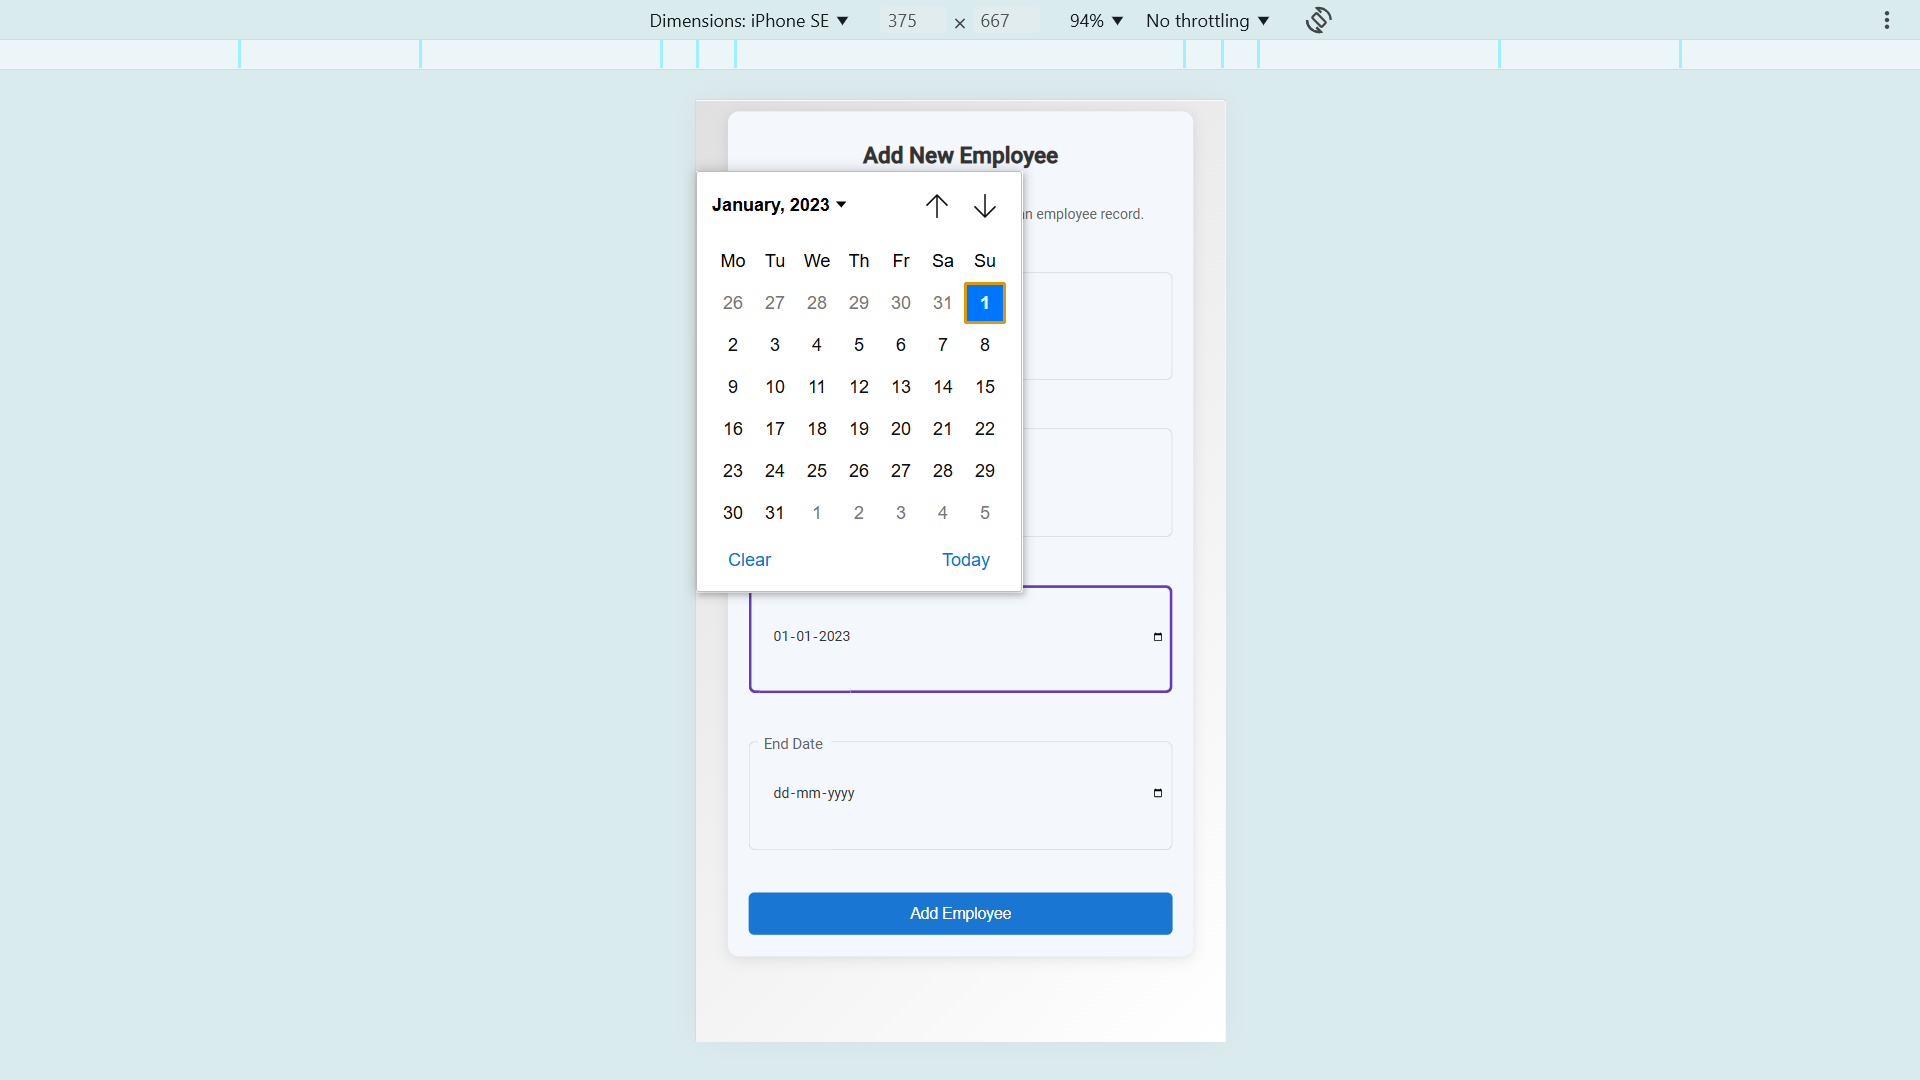 Dimensions: iPhone SE 375 × 667 94% No throttling
Add New Employee
n employee record.
January, 2023
Mo Tu We Th Fr Sa Su
26 27 28 29 30 31 1
2 3 4 5 6 7 8
9 10 11 12 13 14 15
16 17 18 19 20 21 22
23 24 25 26 27 28 29
30 31 1 2 3 4 5
Clear Today
01-01-2023
End Date
dd-mm-yyyy
Add Employee